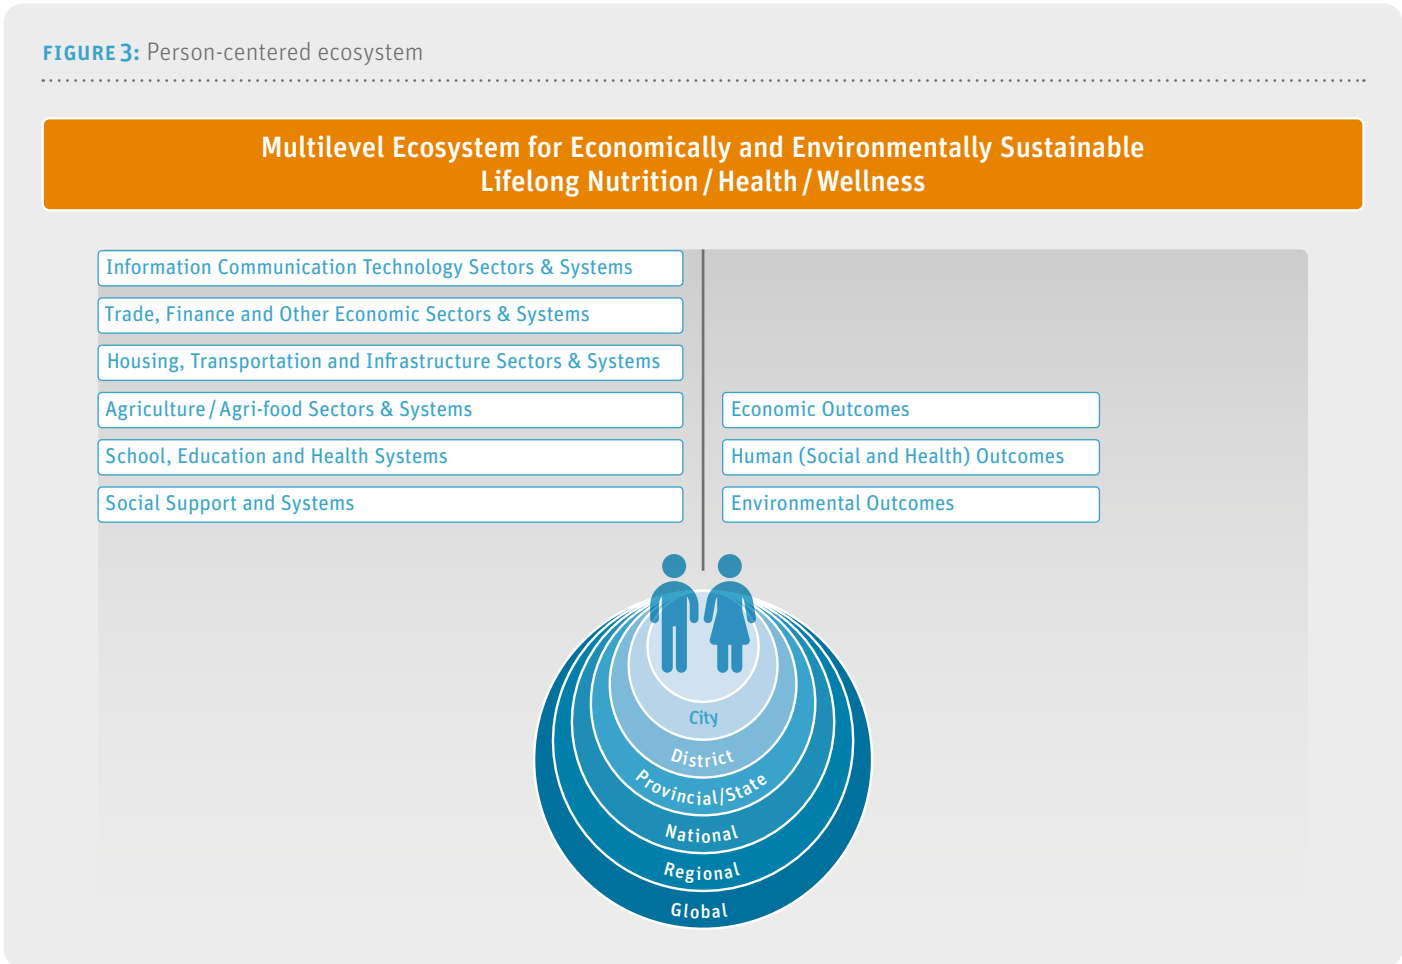 FIGURE 3: Person-centered ecosystem
Multilevel Ecosystem for Economically and Environmentally Sustainable
Lifelong Nutrition / Health / Wellness
Information Communication Technology Sectors & Systems
Trade, Finance and Other Economic Sectors & Systems
Housing, Transportation and Infrastructure Sectors & Systems
Agriculture / Agri-food Sectors & Systems
School, Education and Health Systems
Social Support and Systems
Economic Outcomes
Human (Social and Health) Outcomes
Environmental Outcomes
City
District
Provincial/State
National
Regional
Global